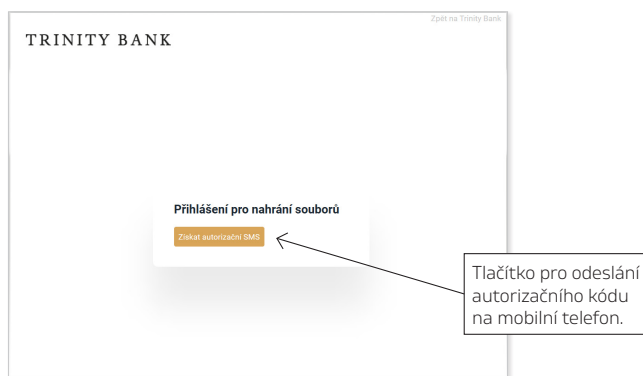 Zpět na Trinity Bank
TRINITY BANK
Přihlášení pro nahrání souborů
Získat autorizační SMS
Tlačítko pro odeslání
autorizačního kódu
na mobilní telefon.